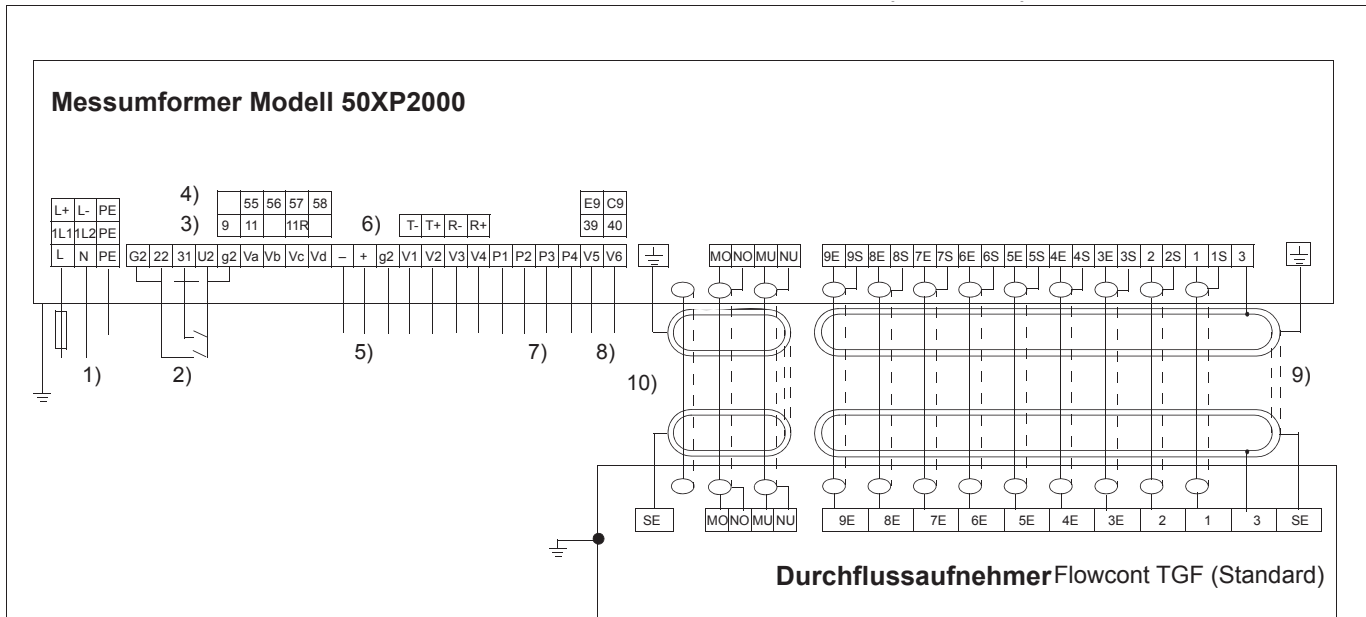 Messumformer Modell 50XP2000
4) 55 56 57 58 E9 C9
L+ L- PE 3) 9 11 11R 6) T- T+ R- R+ 39 40
1L1 1L2 PE
L N PE G2 22 31 U2 g2 Va Vb Vc Vd – + g2 V1 V2 V3 V4 P1 P2 P3 P4 V5 V6 MO NO MU NU 9E 9S 8E 8S 7E 7S 6E 6S 5E 5S 4E 4S 3E 3S 2 2S 1 1S 3
1) 2) 5) 7) 8) 10) 9)
SE MO NO MU NU 9E 8E 7E 6E 5E 4E 3E 2 1 3 SE
Durchflussaufnehmer Flowcont TGF (Standard)